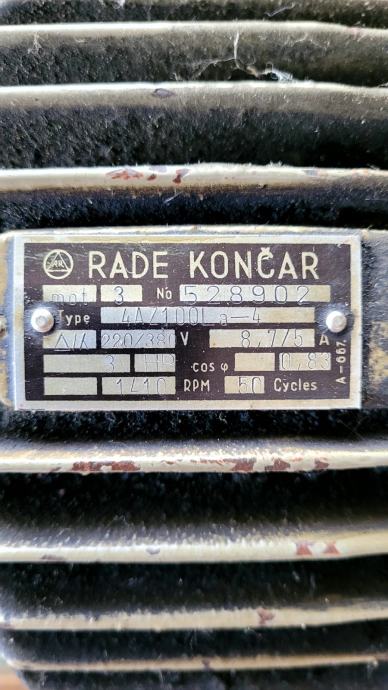 RADE KONČAR
mot. 3 No 528902
Type 4AZ100La-4
Δ/⅄ 220/380 V 8,7/5 A
3 HP cos φ 0,83
1410 RPM 50 Cycles
A-667